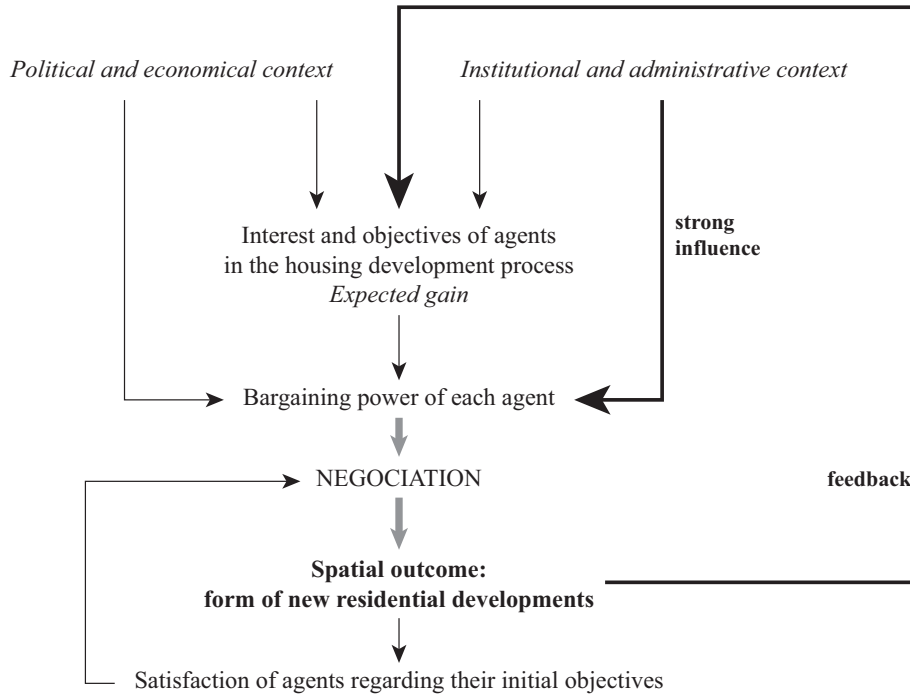 Political and economical context
Institutional and administrative context
strong
influence
Interest and objectives of agents
in the housing development process
Expected gain
Bargaining power of each agent
NEGOCIATION
feedback
Spatial outcome:
form of new residential developments
Satisfaction of agents regarding their initial objectives